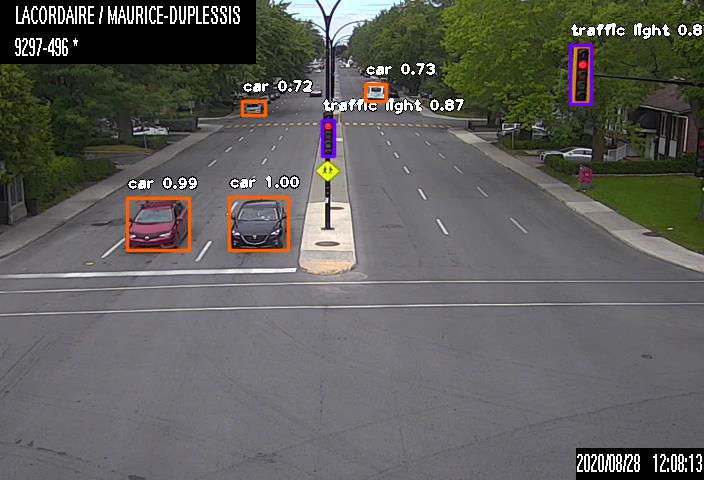 LACORDAIRE / MAURICE-DUPLESSIS
9297-496 *
traffic light 0.8
car 0.73
car 0.72
traffic light 0.87
car 0.99
car 1.00
2020/08/28 12:08:13